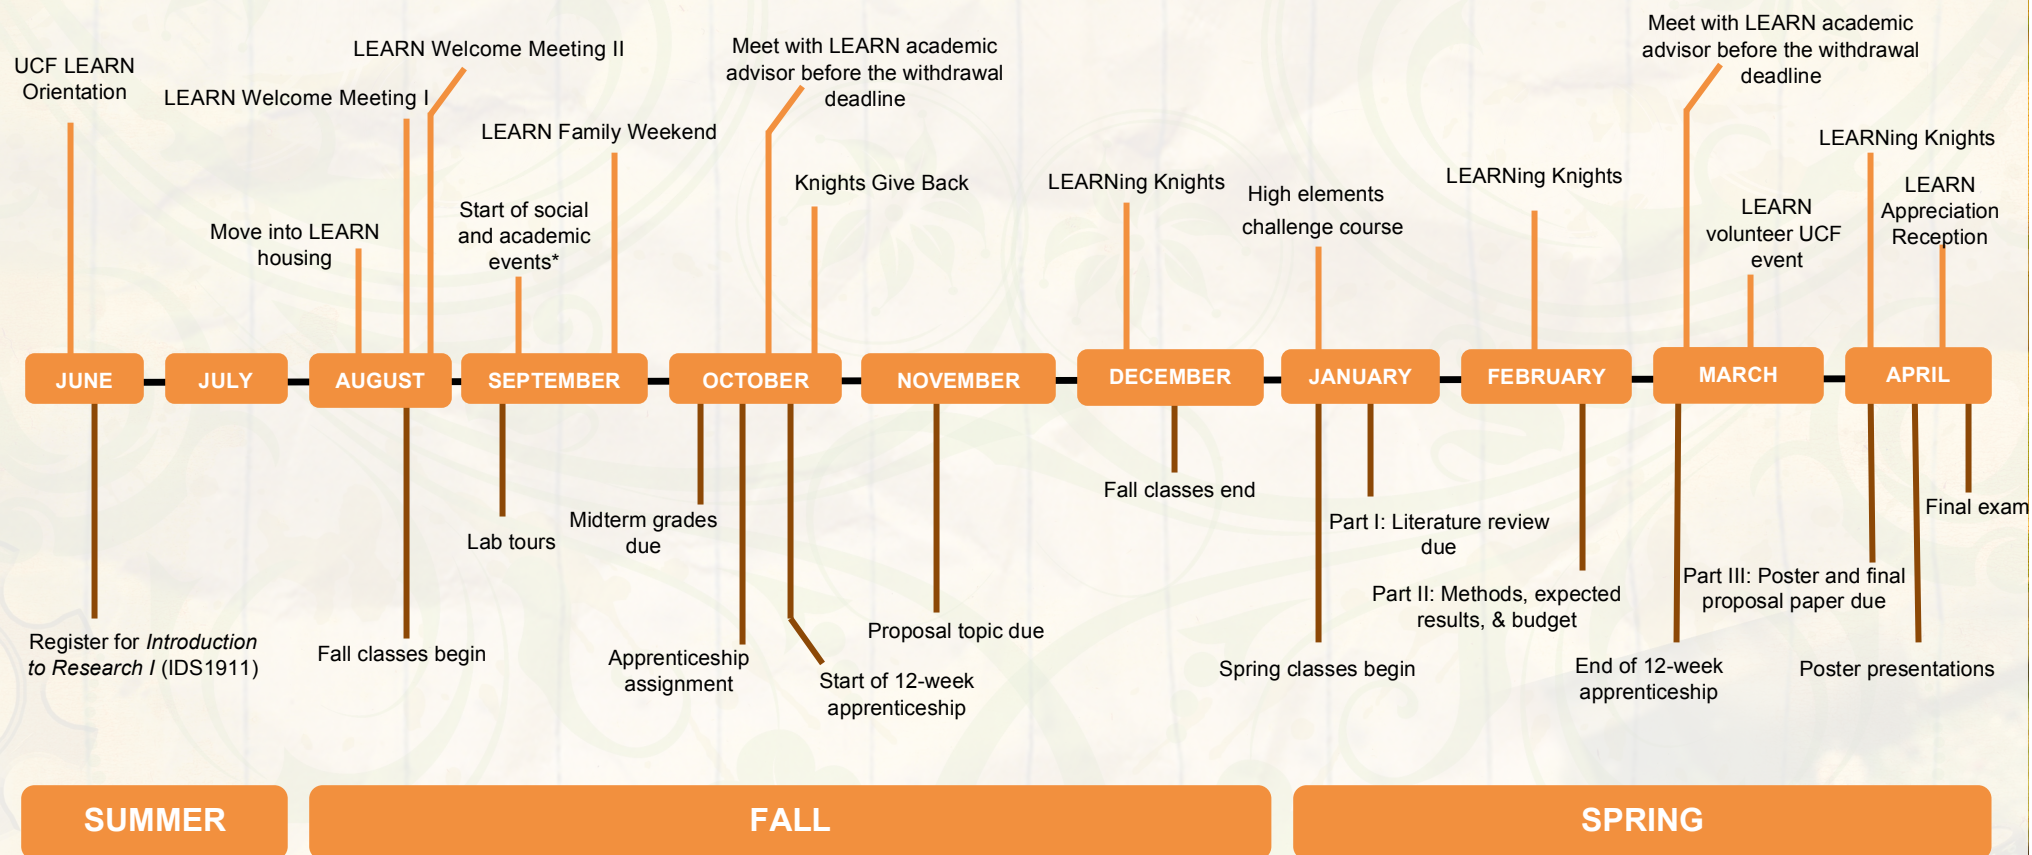 UCF LEARN
Orientation
LEARN Welcome Meeting I
LEARN Welcome Meeting II
Move into LEARN
housing
LEARN Family Weekend
Start of social
and academic
events*
Meet with LEARN academic
advisor before the withdrawal
deadline
Knights Give Back
LEARNing Knights
High elements
challenge course
LEARNing Knights
Meet with LEARN academic
advisor before the withdrawal
deadline
LEARN
volunteer UCF
event
LEARNing Knights
LEARN
Appreciation
Reception
JUNE
JULY
AUGUST
SEPTEMBER
OCTOBER
NOVEMBER
DECEMBER
JANUARY
FEBRUARY
MARCH
APRIL
Register for Introduction
to Research I (IDS1911)
Fall classes begin
Lab tours
Midterm grades
due
Apprenticeship
assignment
Start of 12-week
apprenticeship
Proposal topic due
Fall classes end
Spring classes begin
Part I: Literature review
due
Part II: Methods, expected
results, & budget
End of 12-week
apprenticeship
Part III: Poster and final
proposal paper due
Poster presentations
Final exam
SUMMER
FALL
SPRING